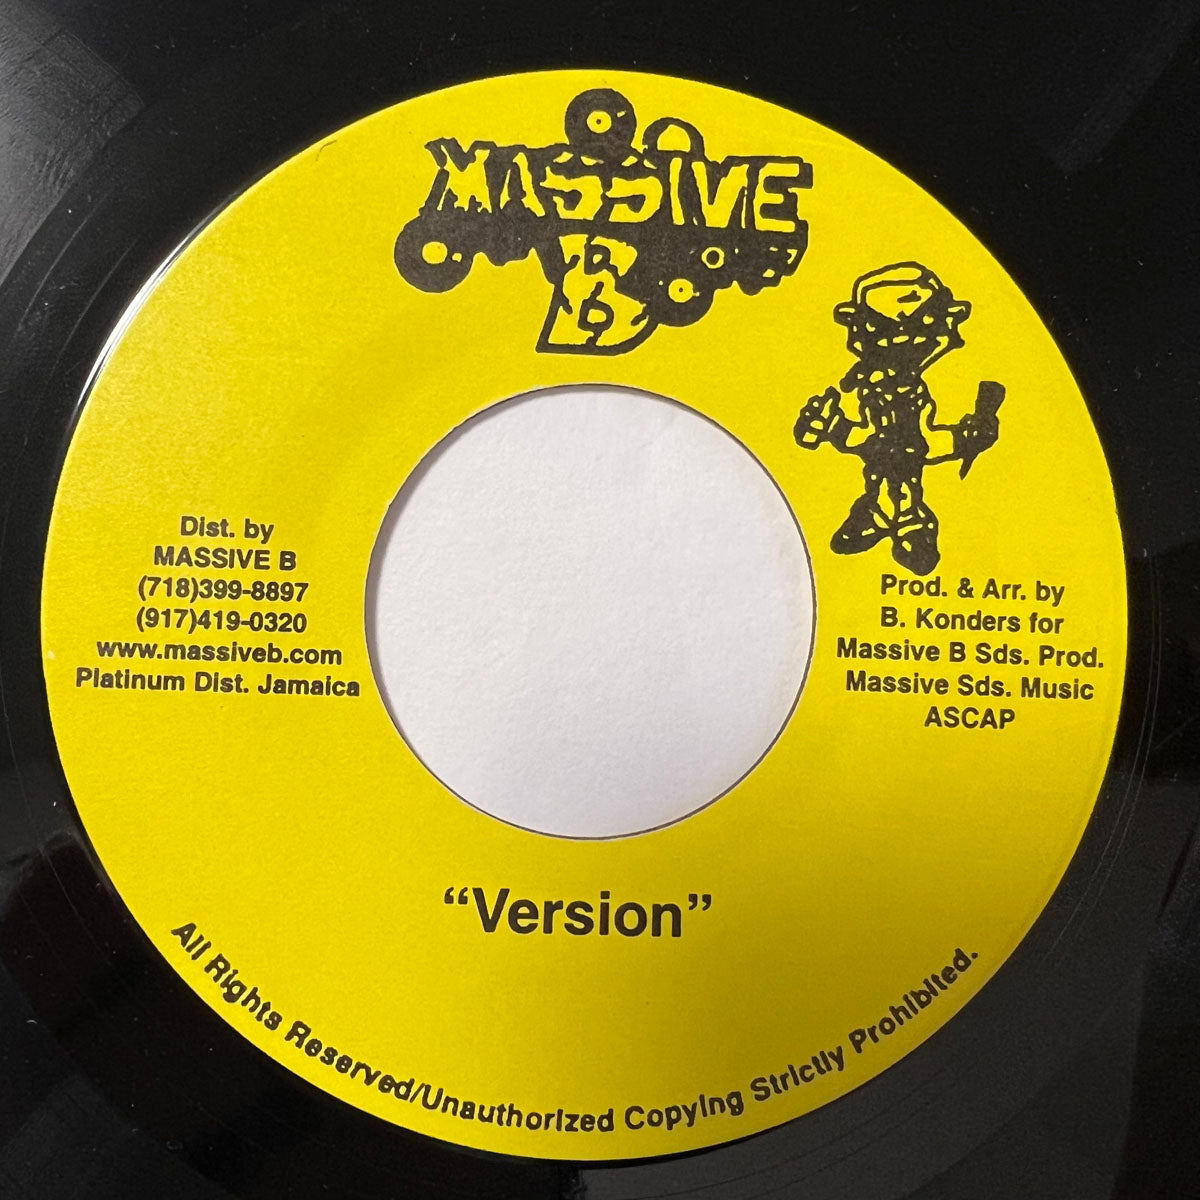 MASSIVE
B
Dist. by
MASSIVE B
(718)399-8897
(917)419-0320
www.massiveb.com
Platinum Dist. Jamaica
Prod. & Arr. by
B. Konders for
Massive B Sds. Prod.
Massive Sds. Music
ASCAP
“Version”
All Rights Reserved/Unauthorized Copying Strictly Prohibited.